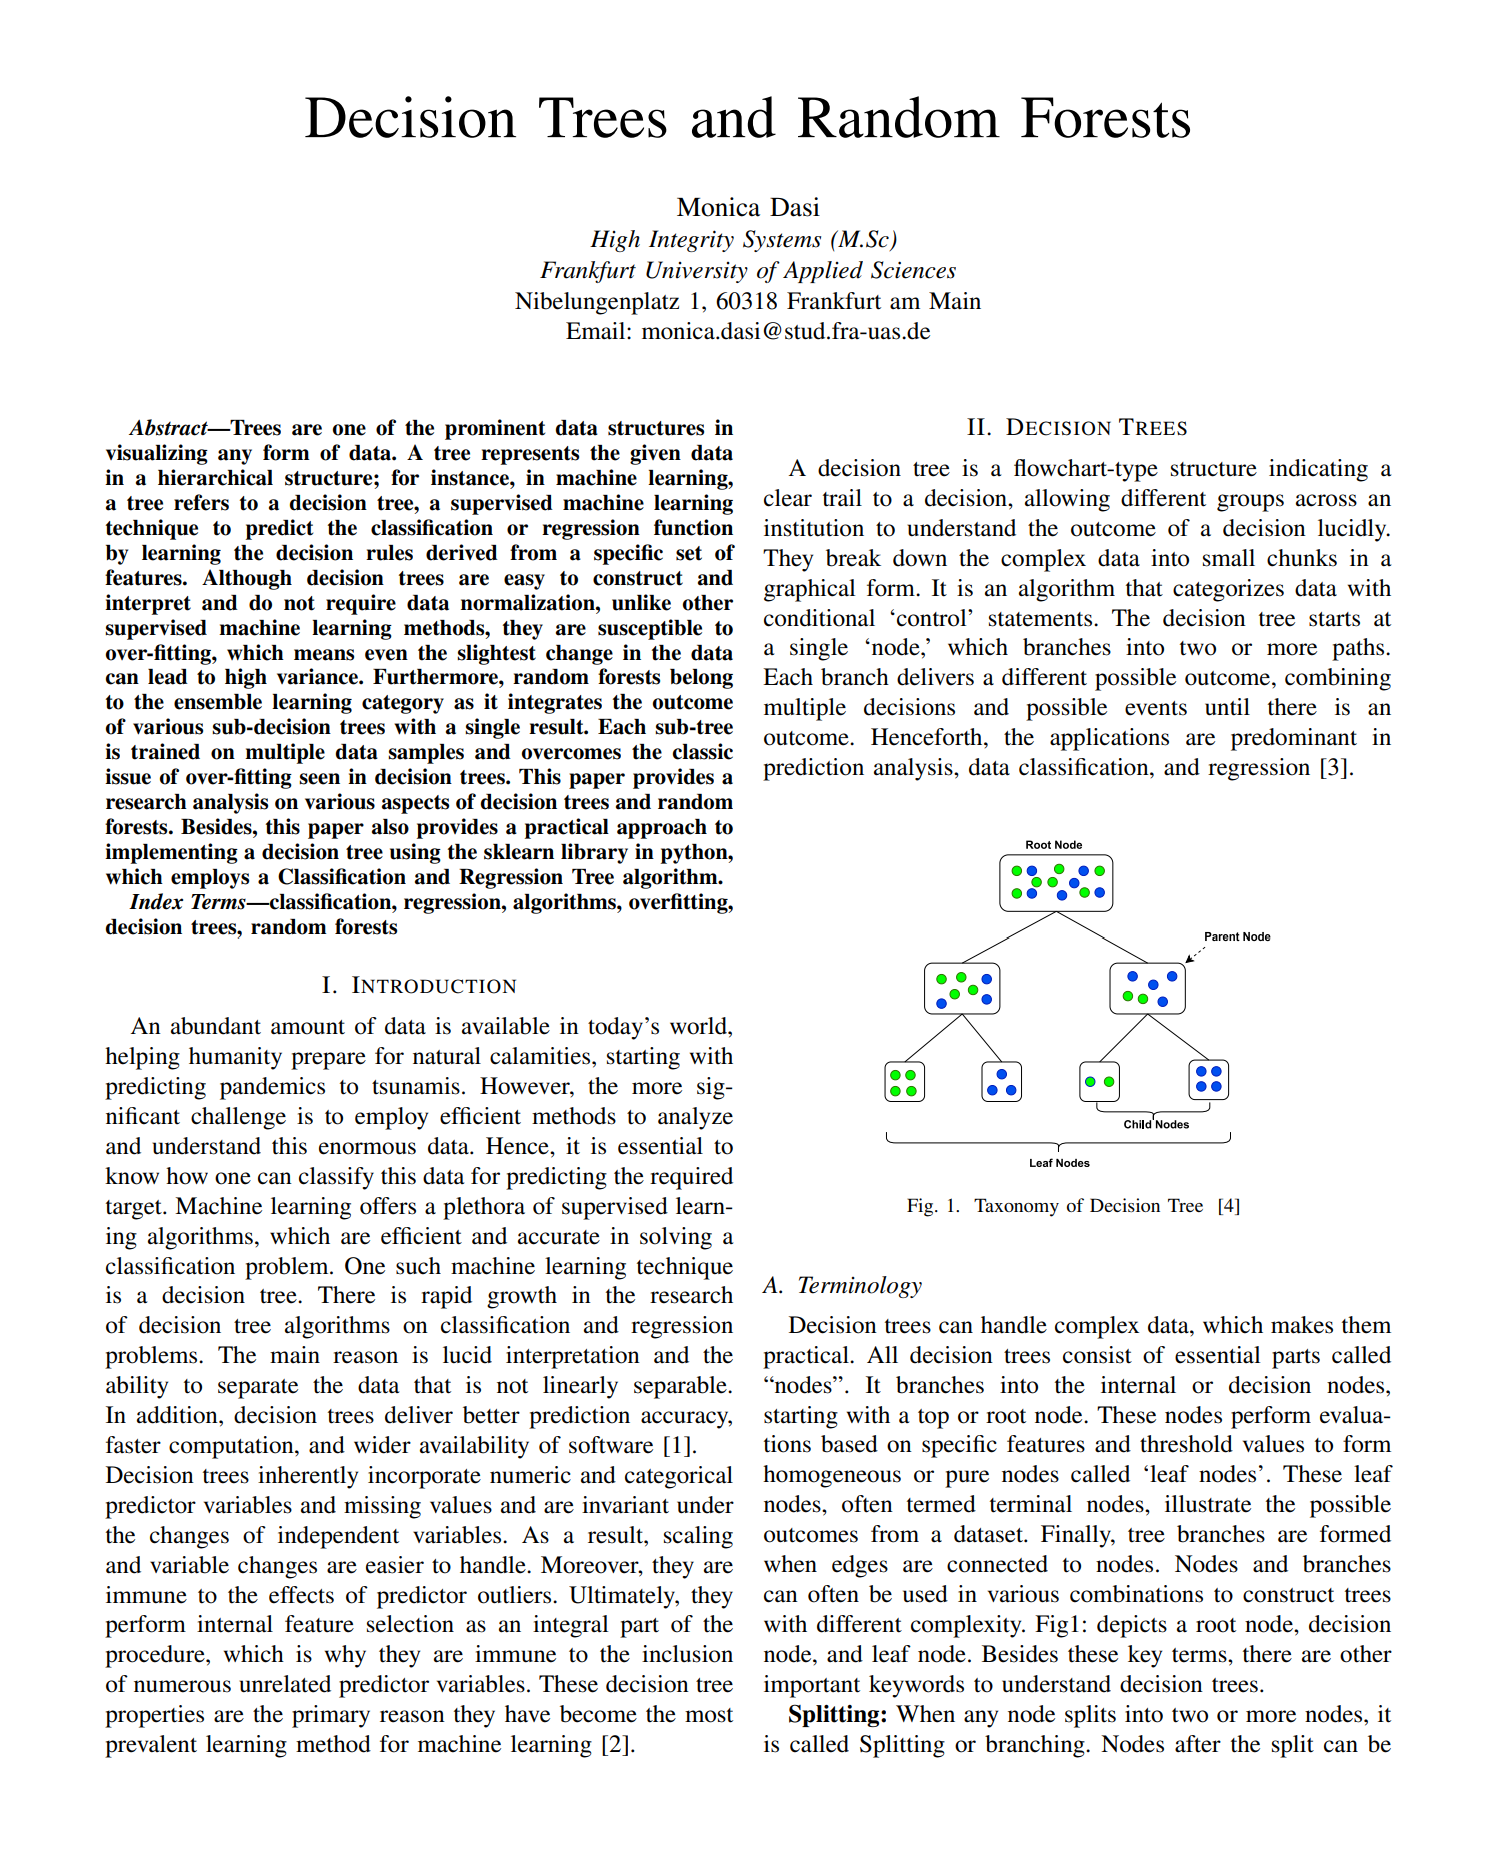 Decision Trees and Random Forests
Monica Dasi
High Integrity Systems (M.Sc)
Frankfurt University of Applied Sciences
Nibelungenplatz 1, 60318 Frankfurt am Main
Email: monica.dasi@stud.fra-uas.de
Abstract—Trees are one of the prominent data structures in
visualizing any form of data. A tree represents the given data
in a hierarchical structure; for instance, in machine learning,
a tree refers to a decision tree, a supervised machine learning
technique to predict the classification or regression function
by learning the decision rules derived from a specific set of
features. Although decision trees are easy to construct and
interpret and do not require data normalization, unlike other
supervised machine learning methods, they are susceptible to
over-fitting, which means even the slightest change in the data
can lead to high variance. Furthermore, random forests belong
to the ensemble learning category as it integrates the outcome
of various sub-decision trees with a single result. Each sub-tree
is trained on multiple data samples and overcomes the classic
issue of over-fitting seen in decision trees. This paper provides a
research analysis on various aspects of decision trees and random
forests. Besides, this paper also provides a practical approach to
implementing a decision tree using the sklearn library in python,
which employs a Classification and Regression Tree algorithm.
Index Terms—classification, regression, algorithms, overfitting,
decision trees, random forests
I. INTRODUCTION
An abundant amount of data is available in today's world,
helping humanity prepare for natural calamities, starting with
predicting pandemics to tsunamis. However, the more sig-
nificant challenge is to employ efficient methods to analyze
and understand this enormous data. Hence, it is essential to
know how one can classify this data for predicting the required
target. Machine learning offers a plethora of supervised learn-
ing algorithms, which are efficient and accurate in solving a
classification problem. One such machine learning technique
is a decision tree. There is rapid growth in the research
of decision tree algorithms on classification and regression
problems. The main reason is lucid interpretation and the
ability to separate the data that is not linearly separable.
In addition, decision trees deliver better prediction accuracy,
faster computation, and wider availability of software [1].
Decision trees inherently incorporate numeric and categorical
predictor variables and missing values and are invariant under
the changes of independent variables. As a result, scaling
and variable changes are easier to handle. Moreover, they are
immune to the effects of predictor outliers. Ultimately, they
perform internal feature selection as an integral part of the
procedure, which is why they are immune to the inclusion
of numerous unrelated predictor variables. These decision tree
properties are the primary reason they have become the most
prevalent learning method for machine learning [2].
II. DECISION TREES
A decision tree is a flowchart-type structure indicating a
clear trail to a decision, allowing different groups across an
institution to understand the outcome of a decision lucidly.
They break down the complex data into small chunks in a
graphical form. It is an algorithm that categorizes data with
conditional ‘control’ statements. The decision tree starts at
a single ‘node,’ which branches into two or more paths.
Each branch delivers a different possible outcome, combining
multiple decisions and possible events until there is an
outcome. Henceforth, the applications are predominant in
prediction analysis, data classification, and regression [3].
Root Node
Parent Node
Child Nodes
Leaf Nodes
Fig. 1. Taxonomy of Decision Tree [4]
A. Terminology
Decision trees can handle complex data, which makes them
practical. All decision trees consist of essential parts called
“nodes”. It branches into the internal or decision nodes,
starting with a top or root node. These nodes perform evalua-
tions based on specific features and threshold values to form
homogeneous or pure nodes called ‘leaf nodes’. These leaf
nodes, often termed terminal nodes, illustrate the possible
outcomes from a dataset. Finally, tree branches are formed
when edges are connected to nodes. Nodes and branches
can often be used in various combinations to construct trees
with different complexity. Fig1: depicts a root node, decision
node, and leaf node. Besides these key terms, there are other
important keywords to understand decision trees.
Splitting: When any node splits into two or more nodes, it
is called Splitting or branching. Nodes after the split can be